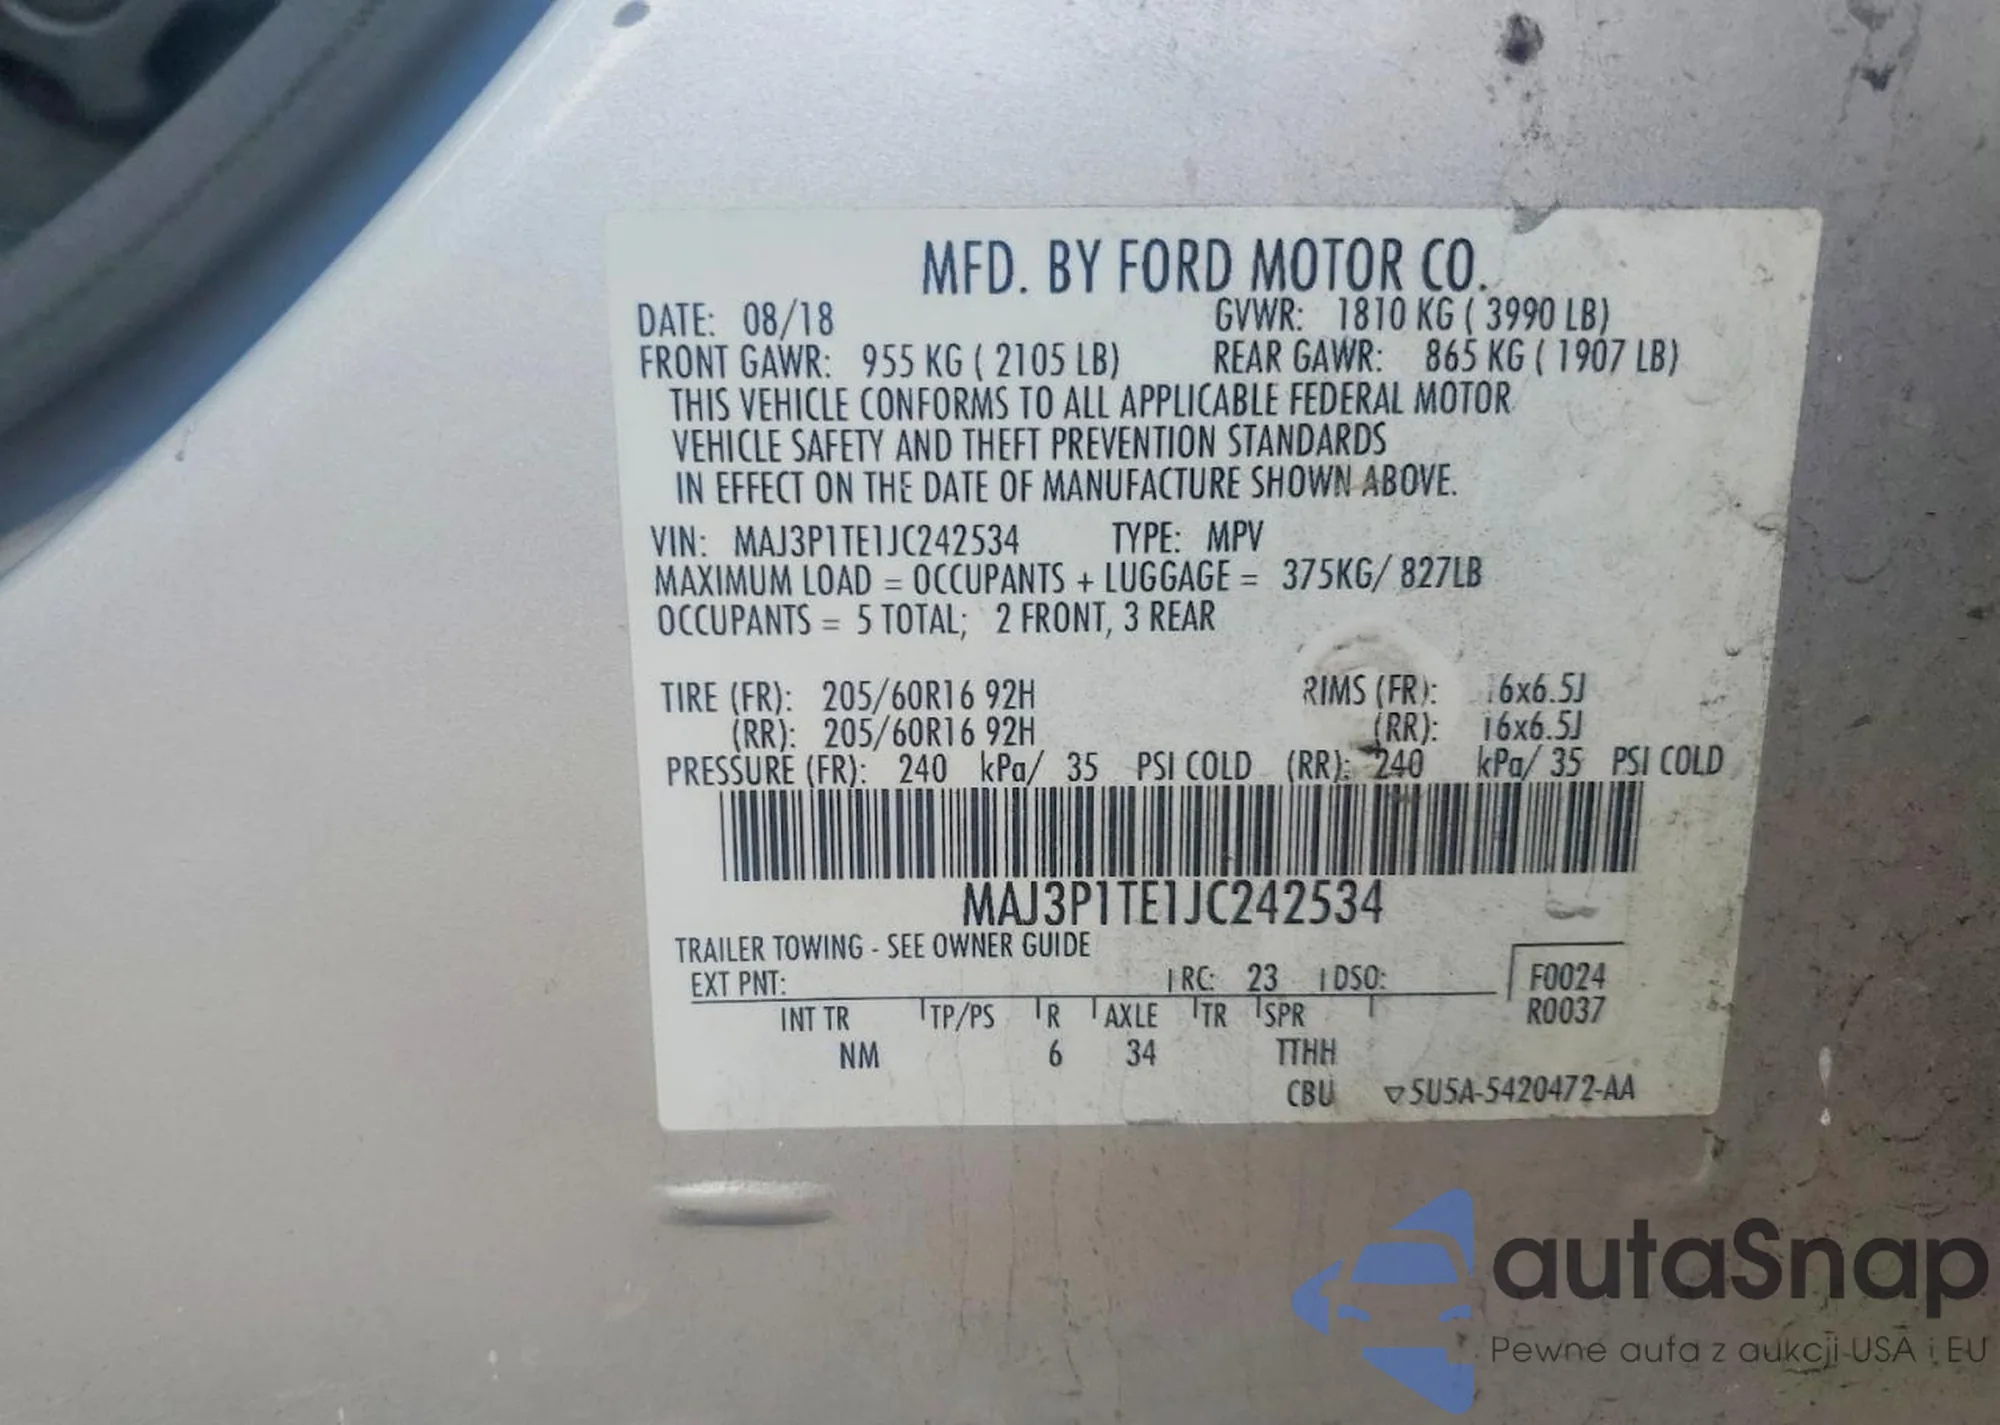 MFD. BY FORD MOTOR CO.
DATE: 08/18 GVWR: 1810 KG ( 3990 LB)
FRONT GAWR: 955 KG ( 2105 LB) REAR GAWR: 865 KG ( 1907 LB)
THIS VEHICLE CONFORMS TO ALL APPLICABLE FEDERAL MOTOR
VEHICLE SAFETY AND THEFT PREVENTION STANDARDS
IN EFFECT ON THE DATE OF MANUFACTURE SHOWN ABOVE.
VIN: MAJ3P1TE1JC242534 TYPE: MPV
MAXIMUM LOAD = OCCUPANTS + LUGGAGE = 375KG/ 827LB
OCCUPANTS = 5 TOTAL; 2 FRONT, 3 REAR
TIRE (FR): 205/60R16 92H RIMS (FR): 16x6.5J
(RR): 205/60R16 92H (RR): 16x6.5J
PRESSURE (FR): 240 kPa/ 35 PSI COLD (RR): 240 kPa/ 35 PSI COLD
MAJ3P1TE1JC242534
TRAILER TOWING - SEE OWNER GUIDE
EXT PNT: RC: 23 DSO: F0024
INT TR TP/PS R AXLE TR SPR R0037
NM 6 34 TTHH
CBU ▽5U5A-5420472-AA
autaSnap
Pewne auta z aukcji USA i EU